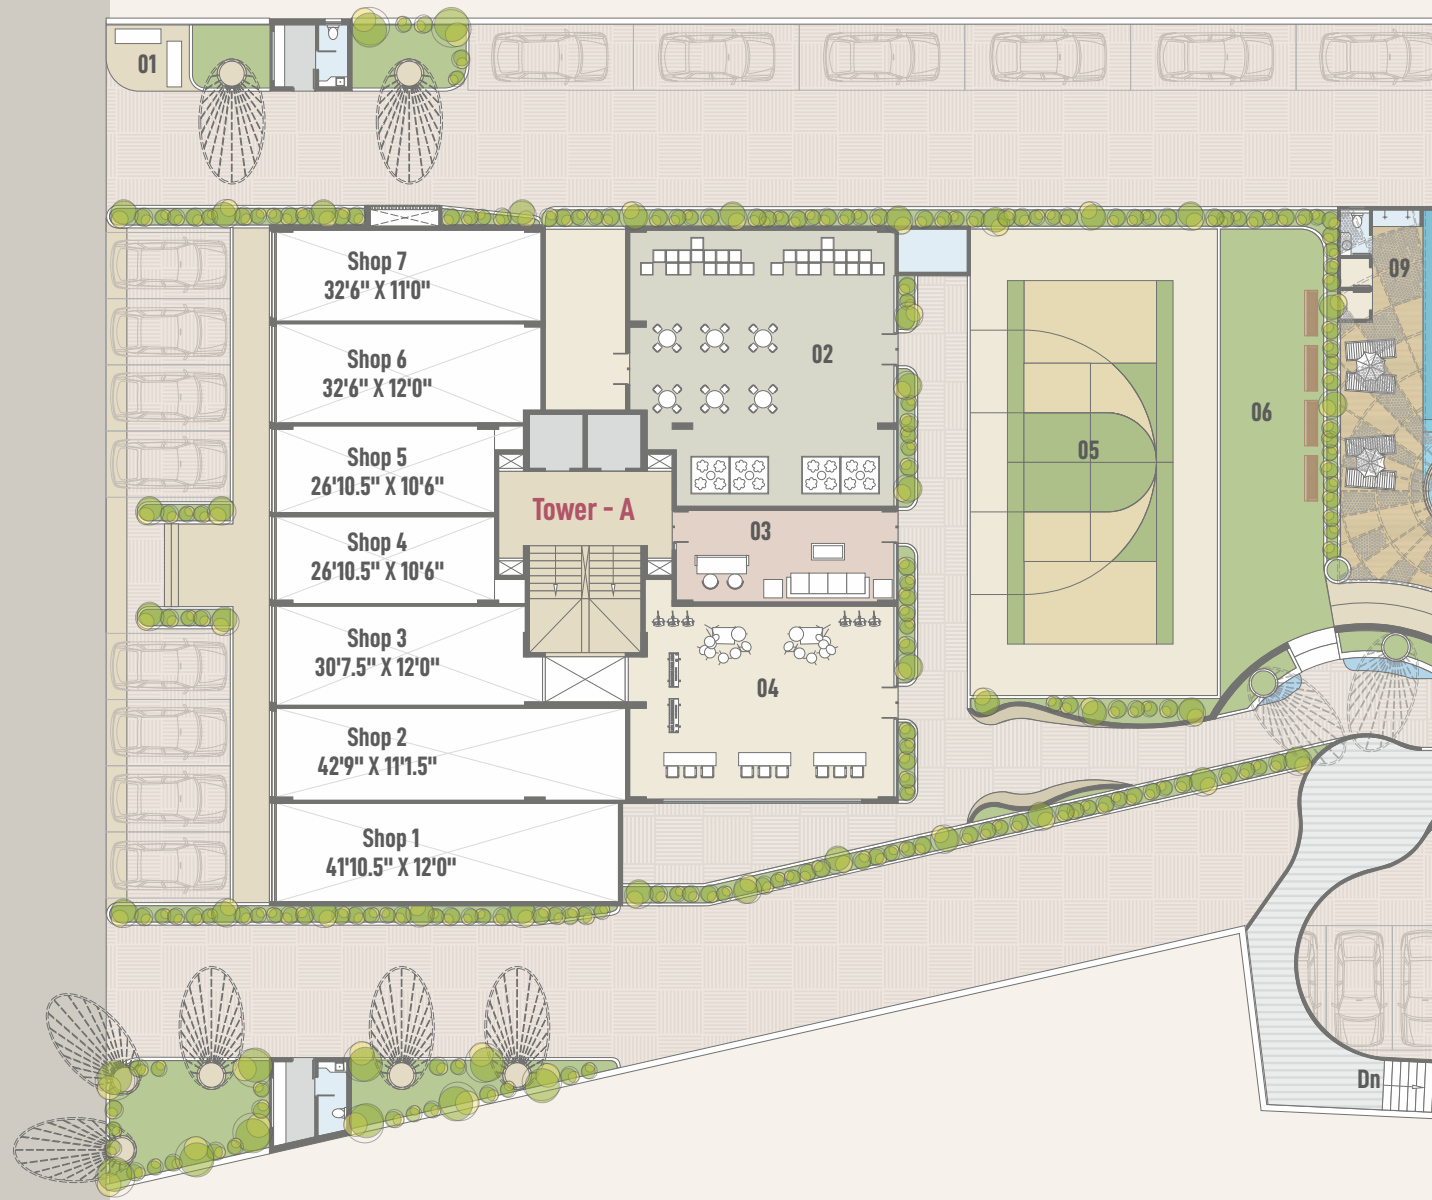 01
Shop 7
32'6" X 11'0"
09
Shop 6
32'6" X 12'0"
02
06
05
Shop 5
26'10.5" X 10'6"
Tower - A
03
Shop 4
26'10.5" X 10'6"
Shop 3
30'7.5" X 12'0"
04
Shop 2
42'9" X 11'1.5"
Shop 1
41'10.5" X 12'0"
Dn